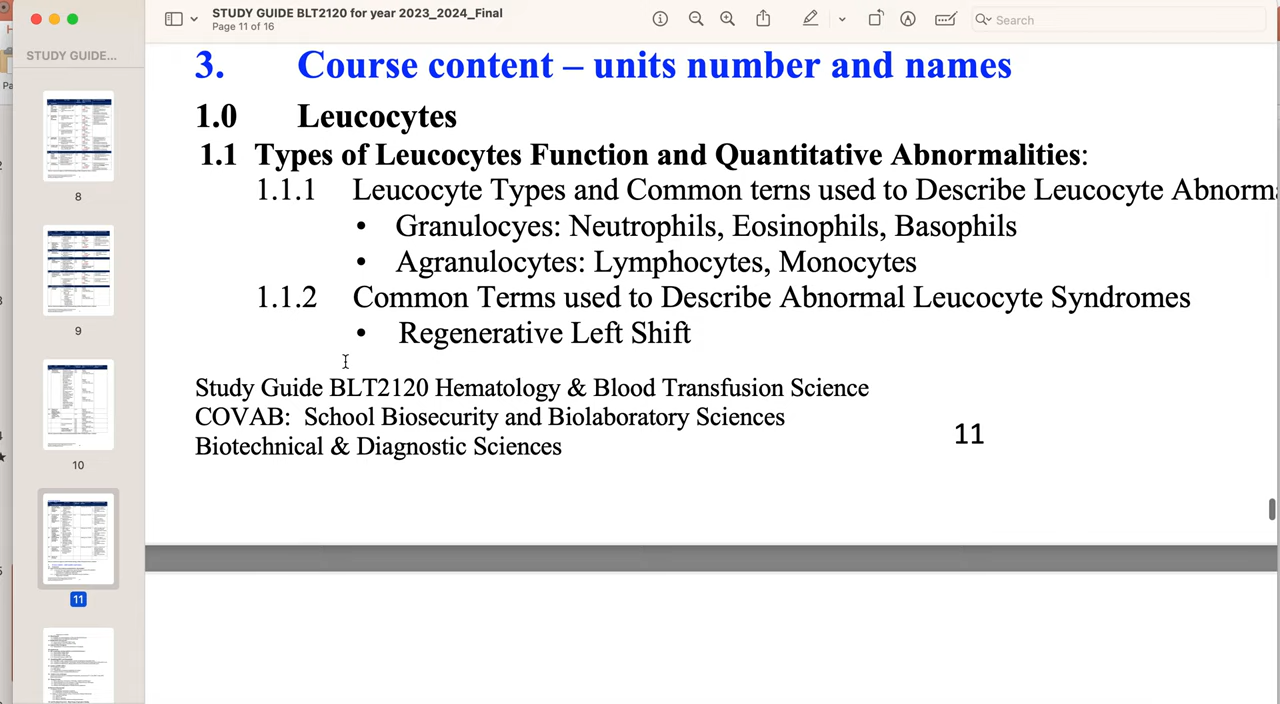 STUDY GUIDE BLT2120 for year 2023_2024_Final
Page 11 of 16
Search
STUDY GUIDE...
8
9
10
11
3. Course content – units number and names
1.0 Leucocytes
1.1 Types of Leucocytes Function and Quantitative Abnormalities:
1.1.1 Leucocyte Types and Common terns used to Describe Leucocyte Abnorma
• Granulocyes: Neutrophils, Eosinophils, Basophils
• Agranulocytes: Lymphocytes, Monocytes
1.1.2 Common Terms used to Describe Abnormal Leucocyte Syndromes
• Regenerative Left Shift
Study Guide BLT2120 Hematology & Blood Transfusion Science
COVAB: School Biosecurity and Biolaboratory Sciences
Biotechnical & Diagnostic Sciences
11